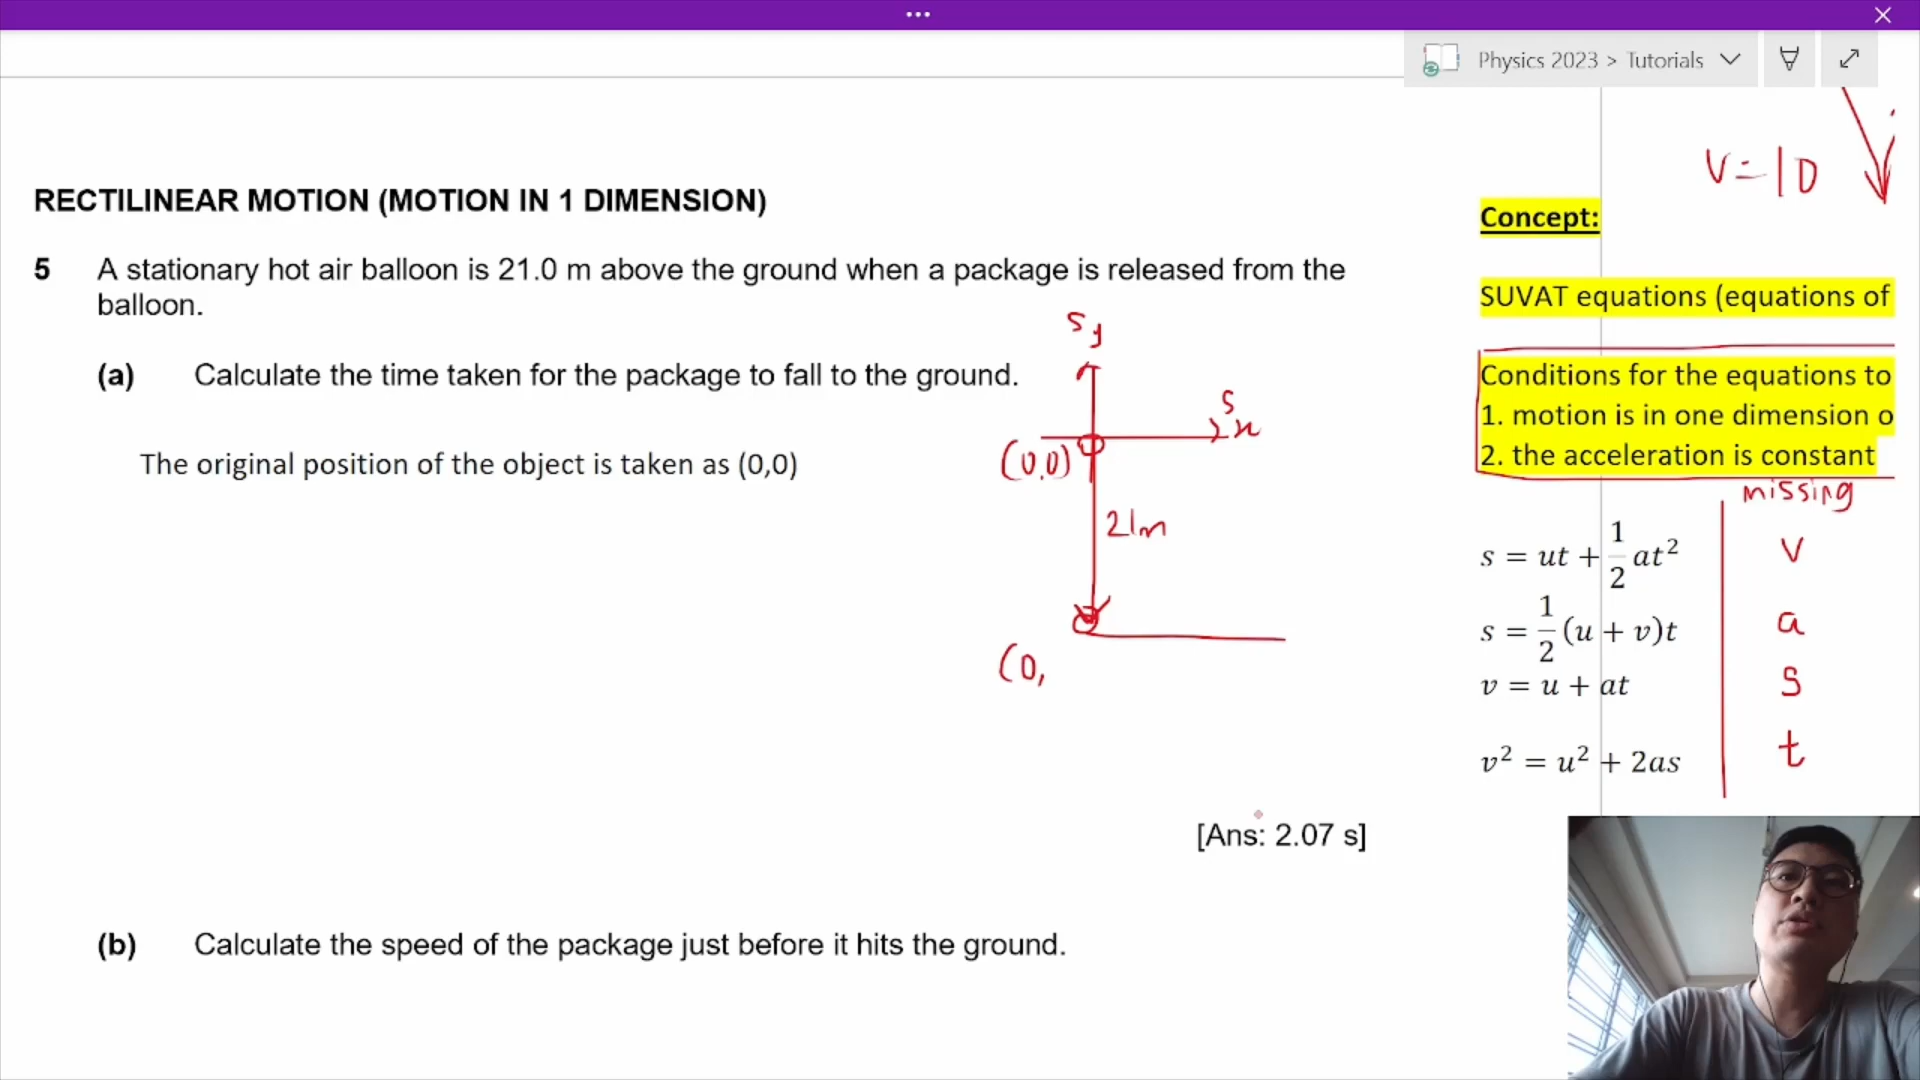 Physics 2023 > Tutorials
v=10
RECTILINEAR MOTION (MOTION IN 1 DIMENSION)
Concept:
5 A stationary hot air balloon is 21.0 m above the ground when a package is released from the
balloon.
SUVAT equations (equations of
s y
(a) Calculate the time taken for the package to fall to the ground.
Conditions for the equations to
1. motion is in one dimension o
2. the acceleration is constant
s x
(0,0)
The original position of the object is taken as (0,0)
21m
(0,
missing
s = ut + 1/2 at² v
s = 1/2 (u + v)t a
v = u + at s
v² = u² + 2as t
[Ans: 2.07 s]
(b) Calculate the speed of the package just before it hits the ground.